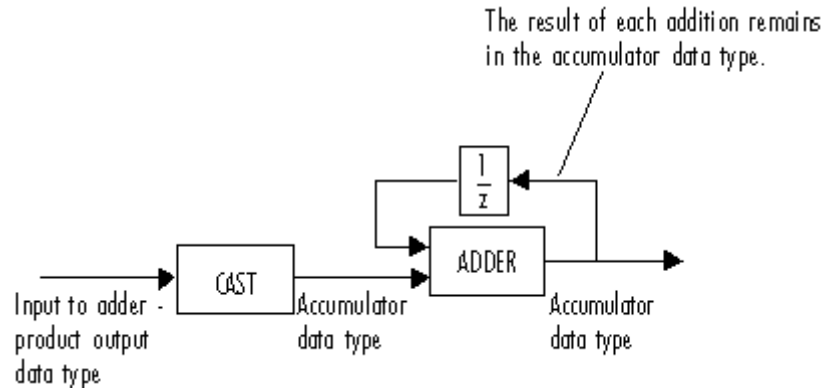 The result of each addition remains
in the accumulator data type.
1
z
CAST
ADDER
Input to adder -
product output
data type
Accumulator
data type
Accumulator
data type